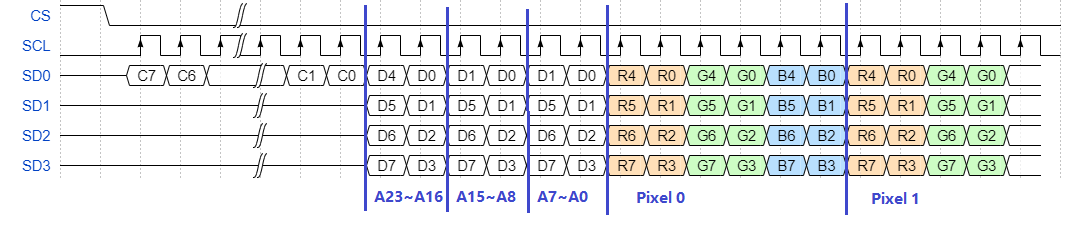 CS
SCL
SD0 C7 C6 C1 C0 D4 D0 D1 D0 D1 D0 R4 R0 G4 G0 B4 B0 R4 R0 G4 G0
SD1 D5 D1 D5 D1 D5 D1 R5 R1 G5 G1 B5 B1 R5 R1 G5 G1
SD2 D6 D2 D6 D2 D6 D2 R6 R2 G6 G2 B6 B2 R6 R2 G6 G2
SD3 D7 D3 D7 D3 D7 D3 R7 R3 G7 G3 B7 B3 R7 R3 G7 G3
A23~A16 A15~A8 A7~A0 Pixel 0 Pixel 1